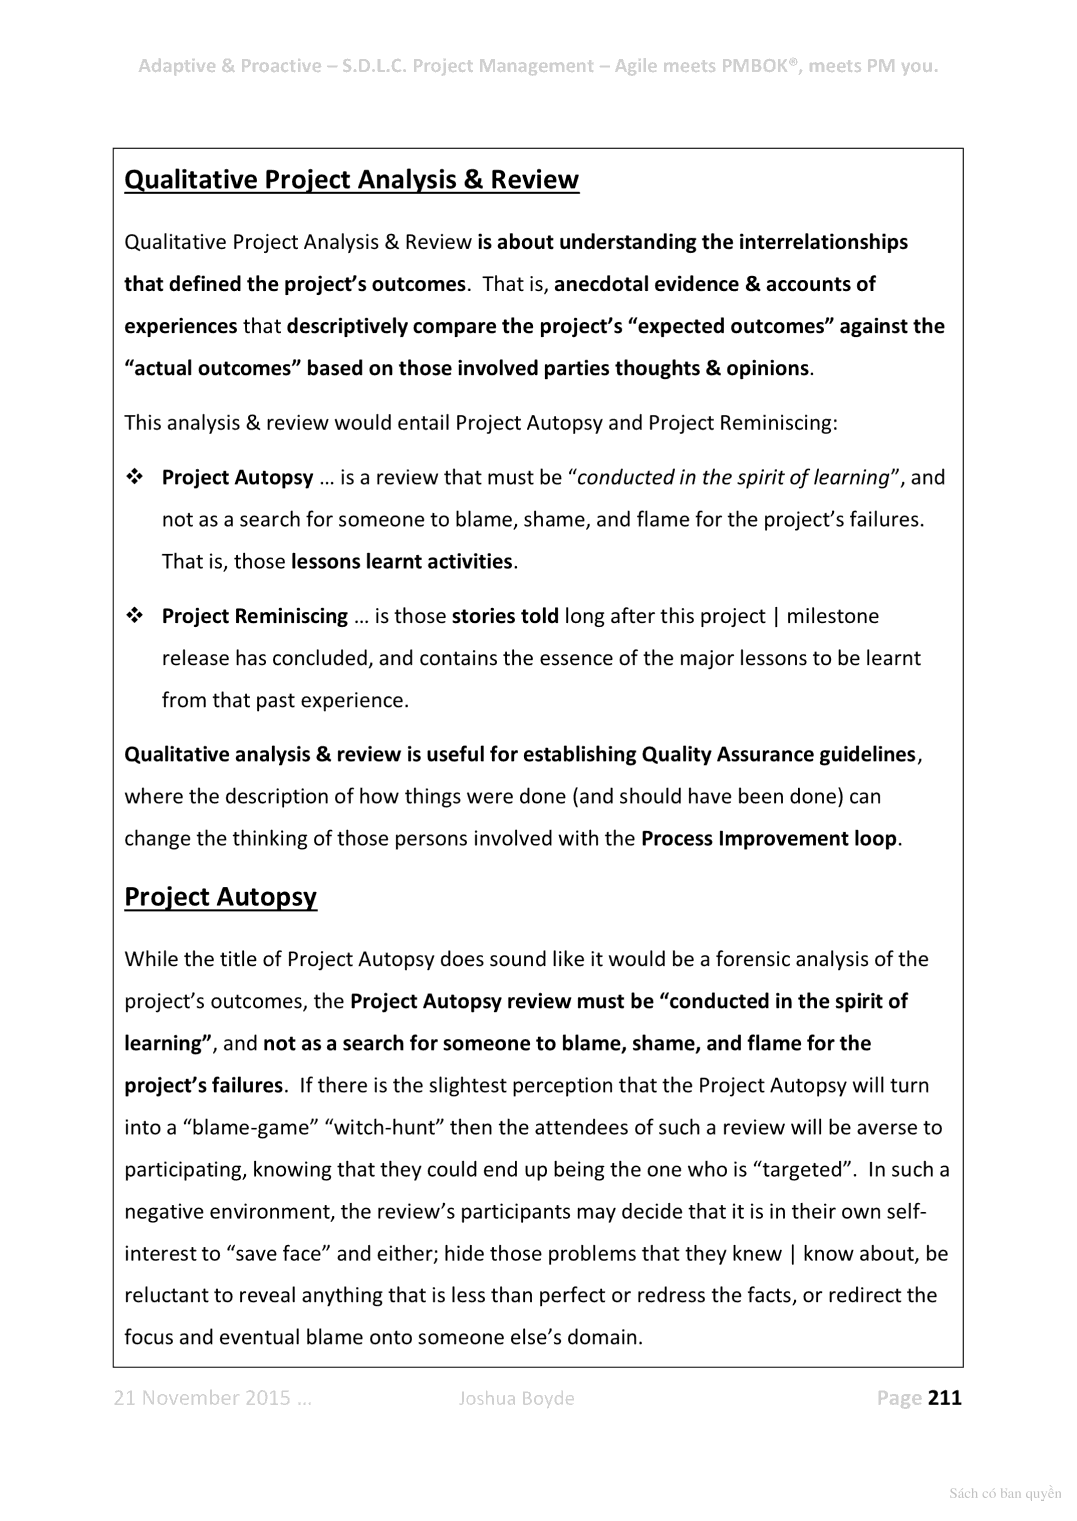 Adaptive & Proactive – S.D.L.C. Project Management – Agile meets PMBOK®, meets PM you.
Qualitative Project Analysis & Review
Qualitative Project Analysis & Review is about understanding the interrelationships
that defined the project’s outcomes.  That is, anecdotal evidence & accounts of
experiences that descriptively compare the project’s “expected outcomes” against the
“actual outcomes” based on those involved parties thoughts & opinions.
This analysis & review would entail Project Autopsy and Project Reminiscing:
❖ Project Autopsy … is a review that must be “conducted in the spirit of learning”, and
not as a search for someone to blame, shame, and flame for the project’s failures.
That is, those lessons learnt activities.
❖ Project Reminiscing … is those stories told long after this project | milestone
release has concluded, and contains the essence of the major lessons to be learnt
from that past experience.
Qualitative analysis & review is useful for establishing Quality Assurance guidelines,
where the description of how things were done (and should have been done) can
change the thinking of those persons involved with the Process Improvement loop.
Project Autopsy
While the title of Project Autopsy does sound like it would be a forensic analysis of the
project’s outcomes, the Project Autopsy review must be “conducted in the spirit of
learning”, and not as a search for someone to blame, shame, and flame for the
project’s failures.  If there is the slightest perception that the Project Autopsy will turn
into a “blame-game” “witch-hunt” then the attendees of such a review will be averse to
participating, knowing that they could end up being the one who is “targeted”.  In such a
negative environment, the review’s participants may decide that it is in their own self-
interest to “save face” and either; hide those problems that they knew | know about, be
reluctant to reveal anything that is less than perfect or redress the facts, or redirect the
focus and eventual blame onto someone else’s domain.
21 November 2015 … Joshua Boyde Page 211
Sách có bản quyền